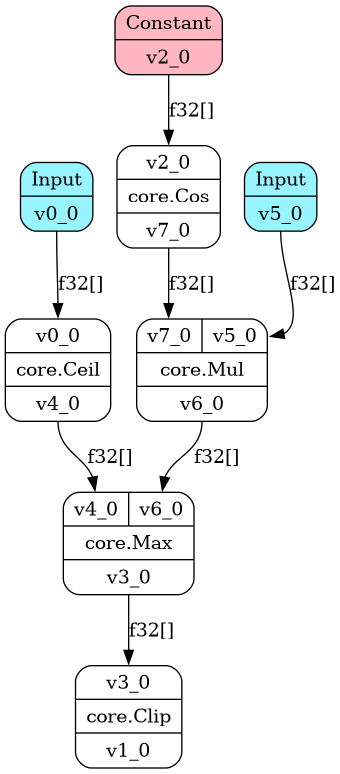 Constant
v2_0
f32[]
Input
v0_0
v2_0
core.Cos
v7_0
Input
v5_0
f32[]
f32[]
f32[]
v0_0
core.Ceil
v4_0
v7_0 v5_0
core.Mul
v6_0
f32[]
f32[]
v4_0 v6_0
core.Max
v3_0
f32[]
v3_0
core.Clip
v1_0